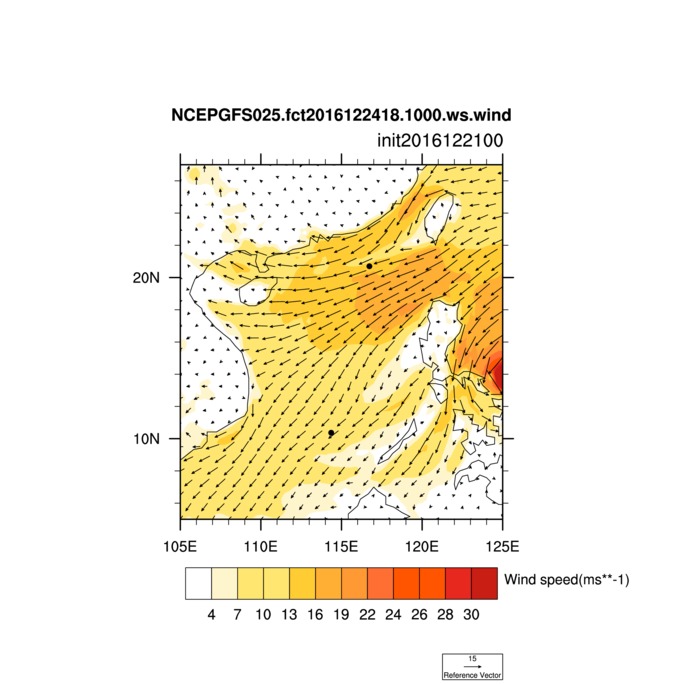 NCEPGFS025.fct2016122418.1000.ws.wind
init2016122100
20N
10N
105E 110E 115E 120E 125E
Wind speed(ms**-1)
4 7 10 13 16 19 22 24 26 28 30
15
Reference Vector